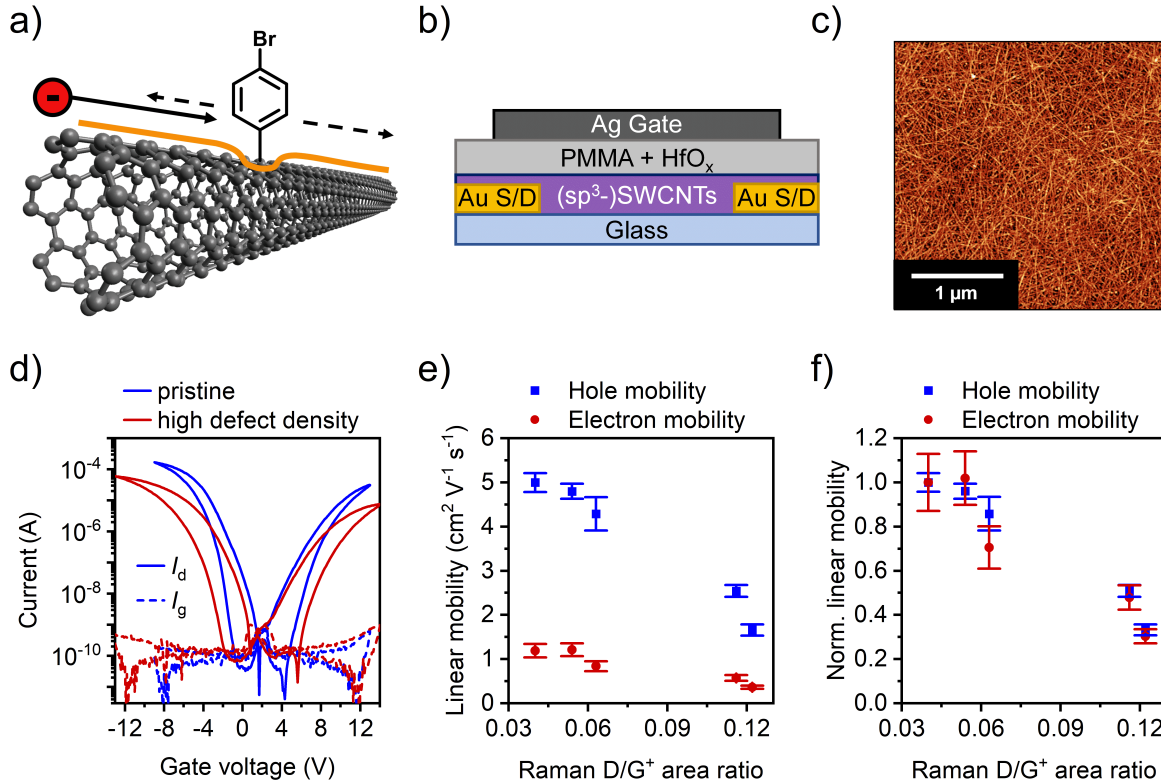 a)
Br
-
b)
Ag Gate
PMMA + HfOₓ
Au S/D
(sp³-)SWCNTs
Au S/D
Glass
c)
1 µm
d)
pristine
high defect density
Current (A)
10⁻⁴
10⁻⁶
10⁻⁸
10⁻¹⁰
I_d
I_g
-12 -8 -4 0 4 8 12
Gate voltage (V)
e)
Hole mobility
Electron mobility
Linear mobility (cm² V⁻¹ s⁻¹)
6
5
4
3
2
1
0
0.03 0.06 0.09 0.12
Raman D/G⁺ area ratio
f)
Hole mobility
Electron mobility
Norm. linear mobility
1.2
1.0
0.8
0.6
0.4
0.2
0.0
0.03 0.06 0.09 0.12
Raman D/G⁺ area ratio